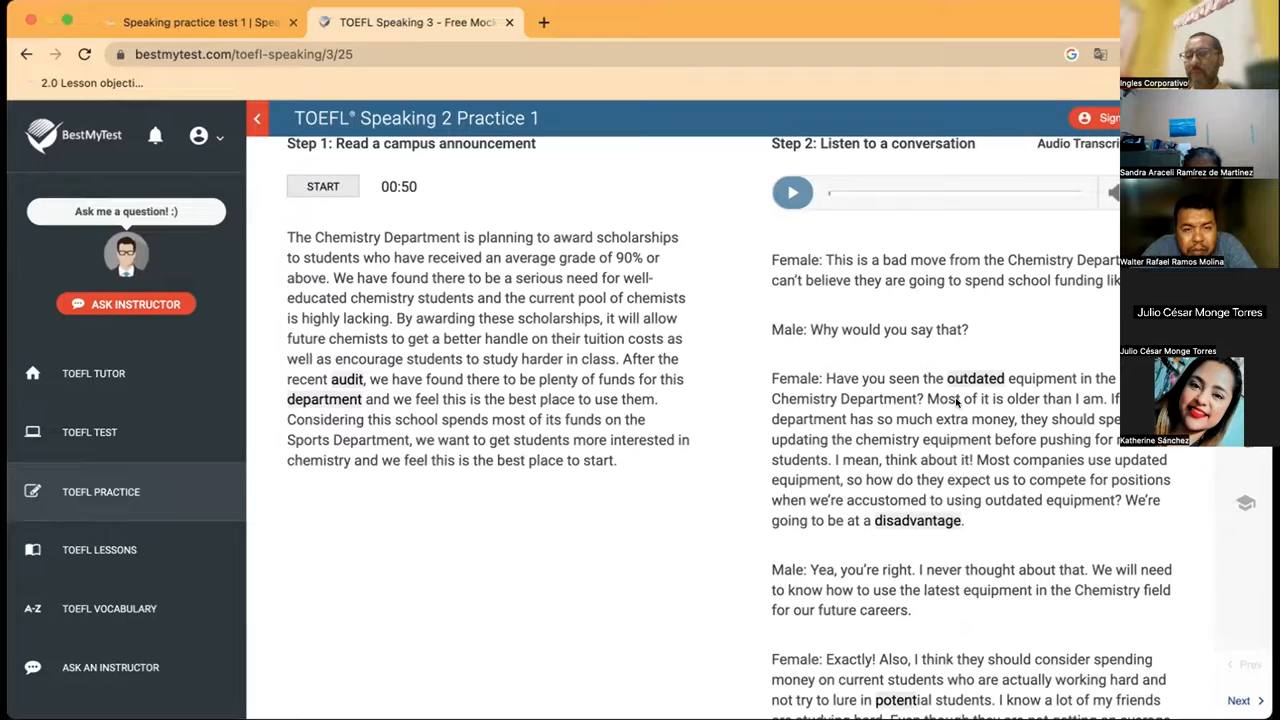 Speaking practice test 1 | Spea
TOEFL Speaking 3 - Free Mock
bestmytest.com/toefl-speaking/3/25
2.0 Lesson objecti...
BestMyTest
Ask me a question! :)
ASK INSTRUCTOR
TOEFL TUTOR
TOEFL TEST
TOEFL PRACTICE
TOEFL LESSONS
A-Z TOEFL VOCABULARY
ASK AN INSTRUCTOR
TOEFL® Speaking 2 Practice 1
Sign
Step 1: Read a campus announcement
START 00:50
The Chemistry Department is planning to award scholarships
to students who have received an average grade of 90% or
above. We have found there to be a serious need for well-
educated chemistry students and the current pool of chemists
is highly lacking. By awarding these scholarships, it will allow
future chemists to get a better handle on their tuition costs as
well as encourage students to study harder in class. After the
recent audit, we have found there to be plenty of funds for this
department and we feel this is the best place to use them.
Considering this school spends most of its funds on the
Sports Department, we want to get students more interested in
chemistry and we feel this is the best place to start.
Step 2: Listen to a conversation
Audio Transcri
Female: This is a bad move from the Chemistry Depart
can't believe they are going to spend school funding lik
Male: Why would you say that?
Female: Have you seen the outdated equipment in the
Chemistry Department? Most of it is older than I am. If
department has so much extra money, they should spe
updating the chemistry equipment before pushing for
students. I mean, think about it! Most companies use updated
equipment, so how do they expect us to compete for positions
when we're accustomed to using outdated equipment? We're
going to be at a disadvantage.
Male: Yea, you're right. I never thought about that. We will need
to know how to use the latest equipment in the Chemistry field
for our future careers.
Female: Exactly! Also, I think they should consider spending
money on current students who are actually working hard and
not try to lure in potential students. I know a lot of my friends
Prev
Next
Ingles Corporativo
Sandra Araceli Ramírez de Martinez
Walter Rafael Ramos Molina
Julio César Monge Torres
Julio César Monge Torres
Katherine Sánchez